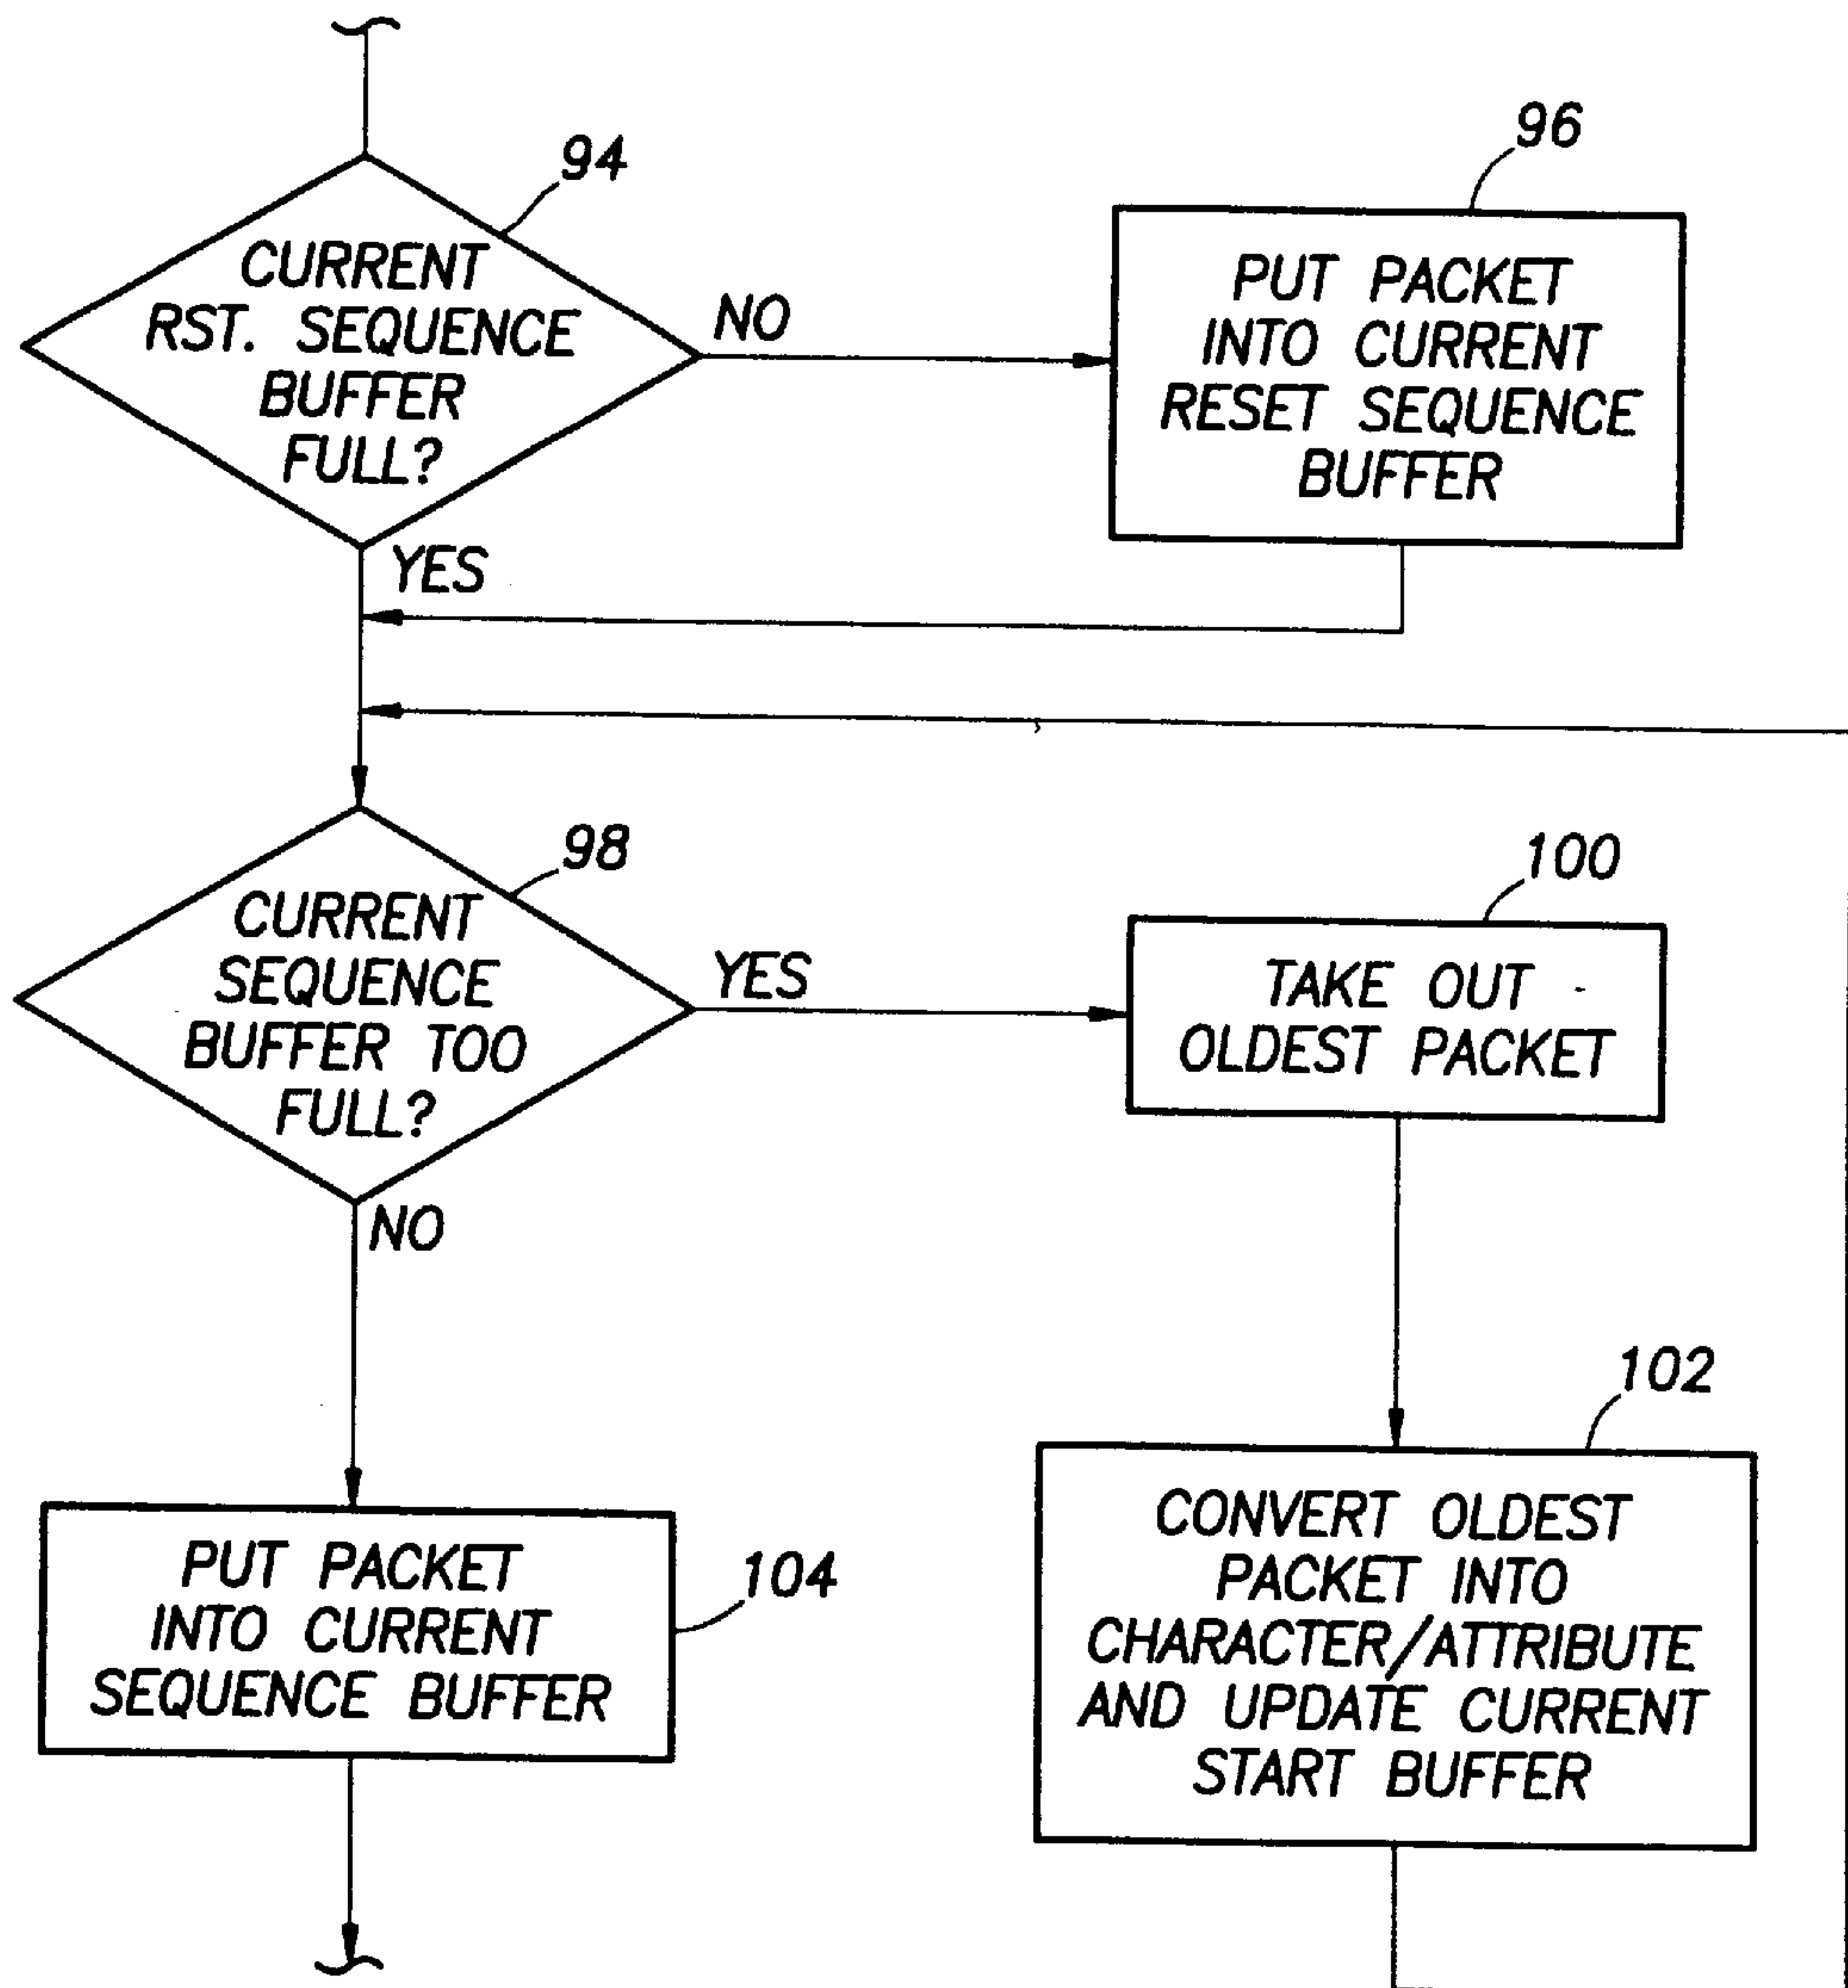 94
CURRENT
RST. SEQUENCE
BUFFER
FULL?
NO
YES
96
PUT PACKET
INTO CURRENT
RESET SEQUENCE
BUFFER
98
CURRENT
SEQUENCE
BUFFER TOO
FULL?
YES
NO
100
TAKE OUT
OLDEST PACKET
102
CONVERT OLDEST
PACKET INTO
CHARACTER/ATTRIBUTE
AND UPDATE CURRENT
START BUFFER
104
PUT PACKET
INTO CURRENT
SEQUENCE BUFFER